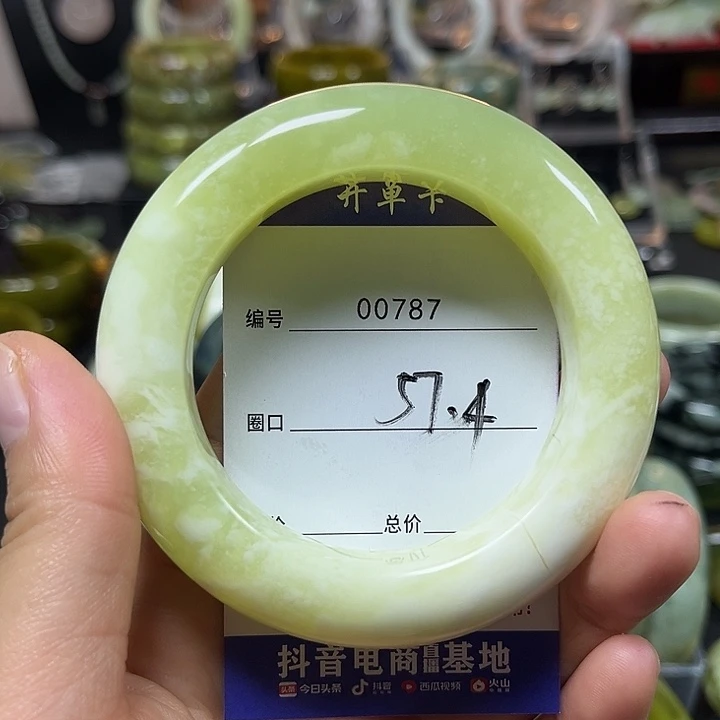 开单卡
编号 00787
圈口 57.4
总价
抖音电商直播基地
今日头条 抖音 西瓜视频 火山